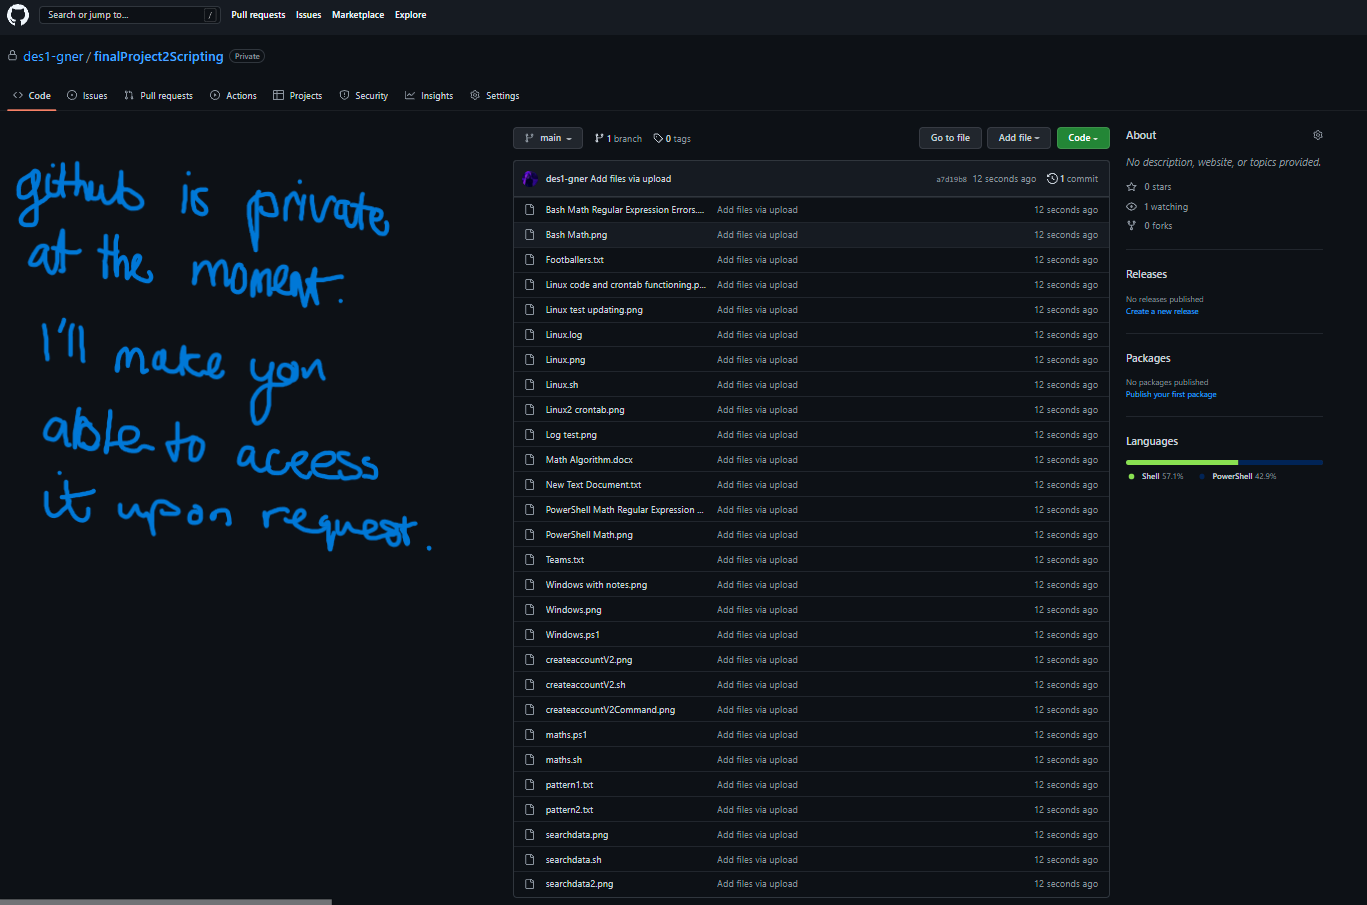 Search or jump to... /
Pull requests Issues Marketplace Explore
des1-gner / finalProject2Scripting Private
Code Issues Pull requests Actions Projects Security Insights Settings
github is private
at the moment.
I'll make you
able to access
it upon request.
main 1 branch 0 tags Go to file Add file Code
des1-gner Add files via upload a7d19b8 12 seconds ago 1 commit
Bash Math Regular Expression Errors.... Add files via upload 12 seconds ago
Bash Math.png Add files via upload 12 seconds ago
Footballers.txt Add files via upload 12 seconds ago
Linux code and crontab functioning.p... Add files via upload 12 seconds ago
Linux test updating.png Add files via upload 12 seconds ago
Linux.log Add files via upload 12 seconds ago
Linux.png Add files via upload 12 seconds ago
Linux.sh Add files via upload 12 seconds ago
Linux2 crontab.png Add files via upload 12 seconds ago
Log test.png Add files via upload 12 seconds ago
Math Algorithm.docx Add files via upload 12 seconds ago
New Text Document.txt Add files via upload 12 seconds ago
PowerShell Math Regular Expression ... Add files via upload 12 seconds ago
PowerShell Math.png Add files via upload 12 seconds ago
Teams.txt Add files via upload 12 seconds ago
Windows with notes.png Add files via upload 12 seconds ago
Windows.png Add files via upload 12 seconds ago
Windows.ps1 Add files via upload 12 seconds ago
createaccountV2.png Add files via upload 12 seconds ago
createaccountV2.sh Add files via upload 12 seconds ago
createaccountV2Command.png Add files via upload 12 seconds ago
maths.ps1 Add files via upload 12 seconds ago
maths.sh Add files via upload 12 seconds ago
pattern1.txt Add files via upload 12 seconds ago
pattern2.txt Add files via upload 12 seconds ago
searchdata.png Add files via upload 12 seconds ago
searchdata.sh Add files via upload 12 seconds ago
searchdata2.png Add files via upload 12 seconds ago
About
No description, website, or topics provided.
0 stars
1 watching
0 forks
Releases
No releases published
Create a new release
Packages
No packages published
Publish your first package
Languages
Shell 57.1% PowerShell 42.9%